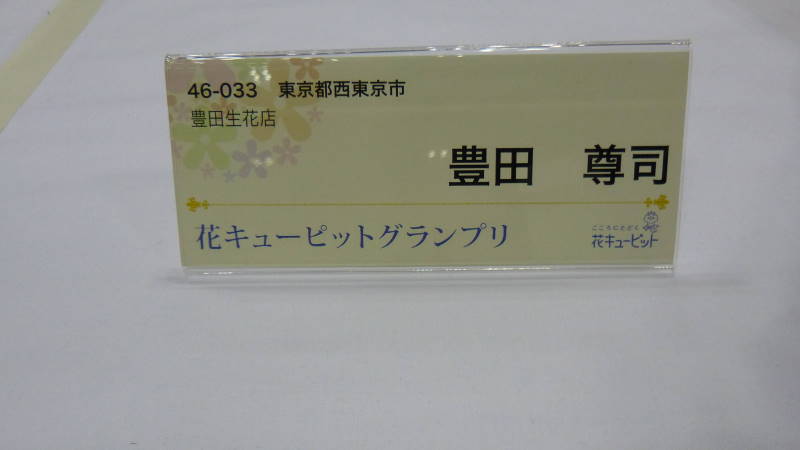 46-033 東京都西東京市
豊田生花店
豊田 尊司
花キューピットグランプリ
こころにとどく
花キューピット